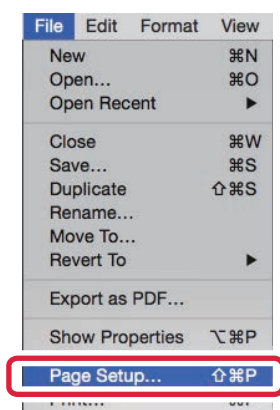 File Edit Format View
New ⌘N
Open... ⌘O
Open Recent ▶
Close ⌘W
Save... ⌘S
Duplicate ⇧⌘S
Rename...
Move To...
Revert To ▶
Export as PDF...
Show Properties ⌥⌘P
Page Setup... ⇧⌘P